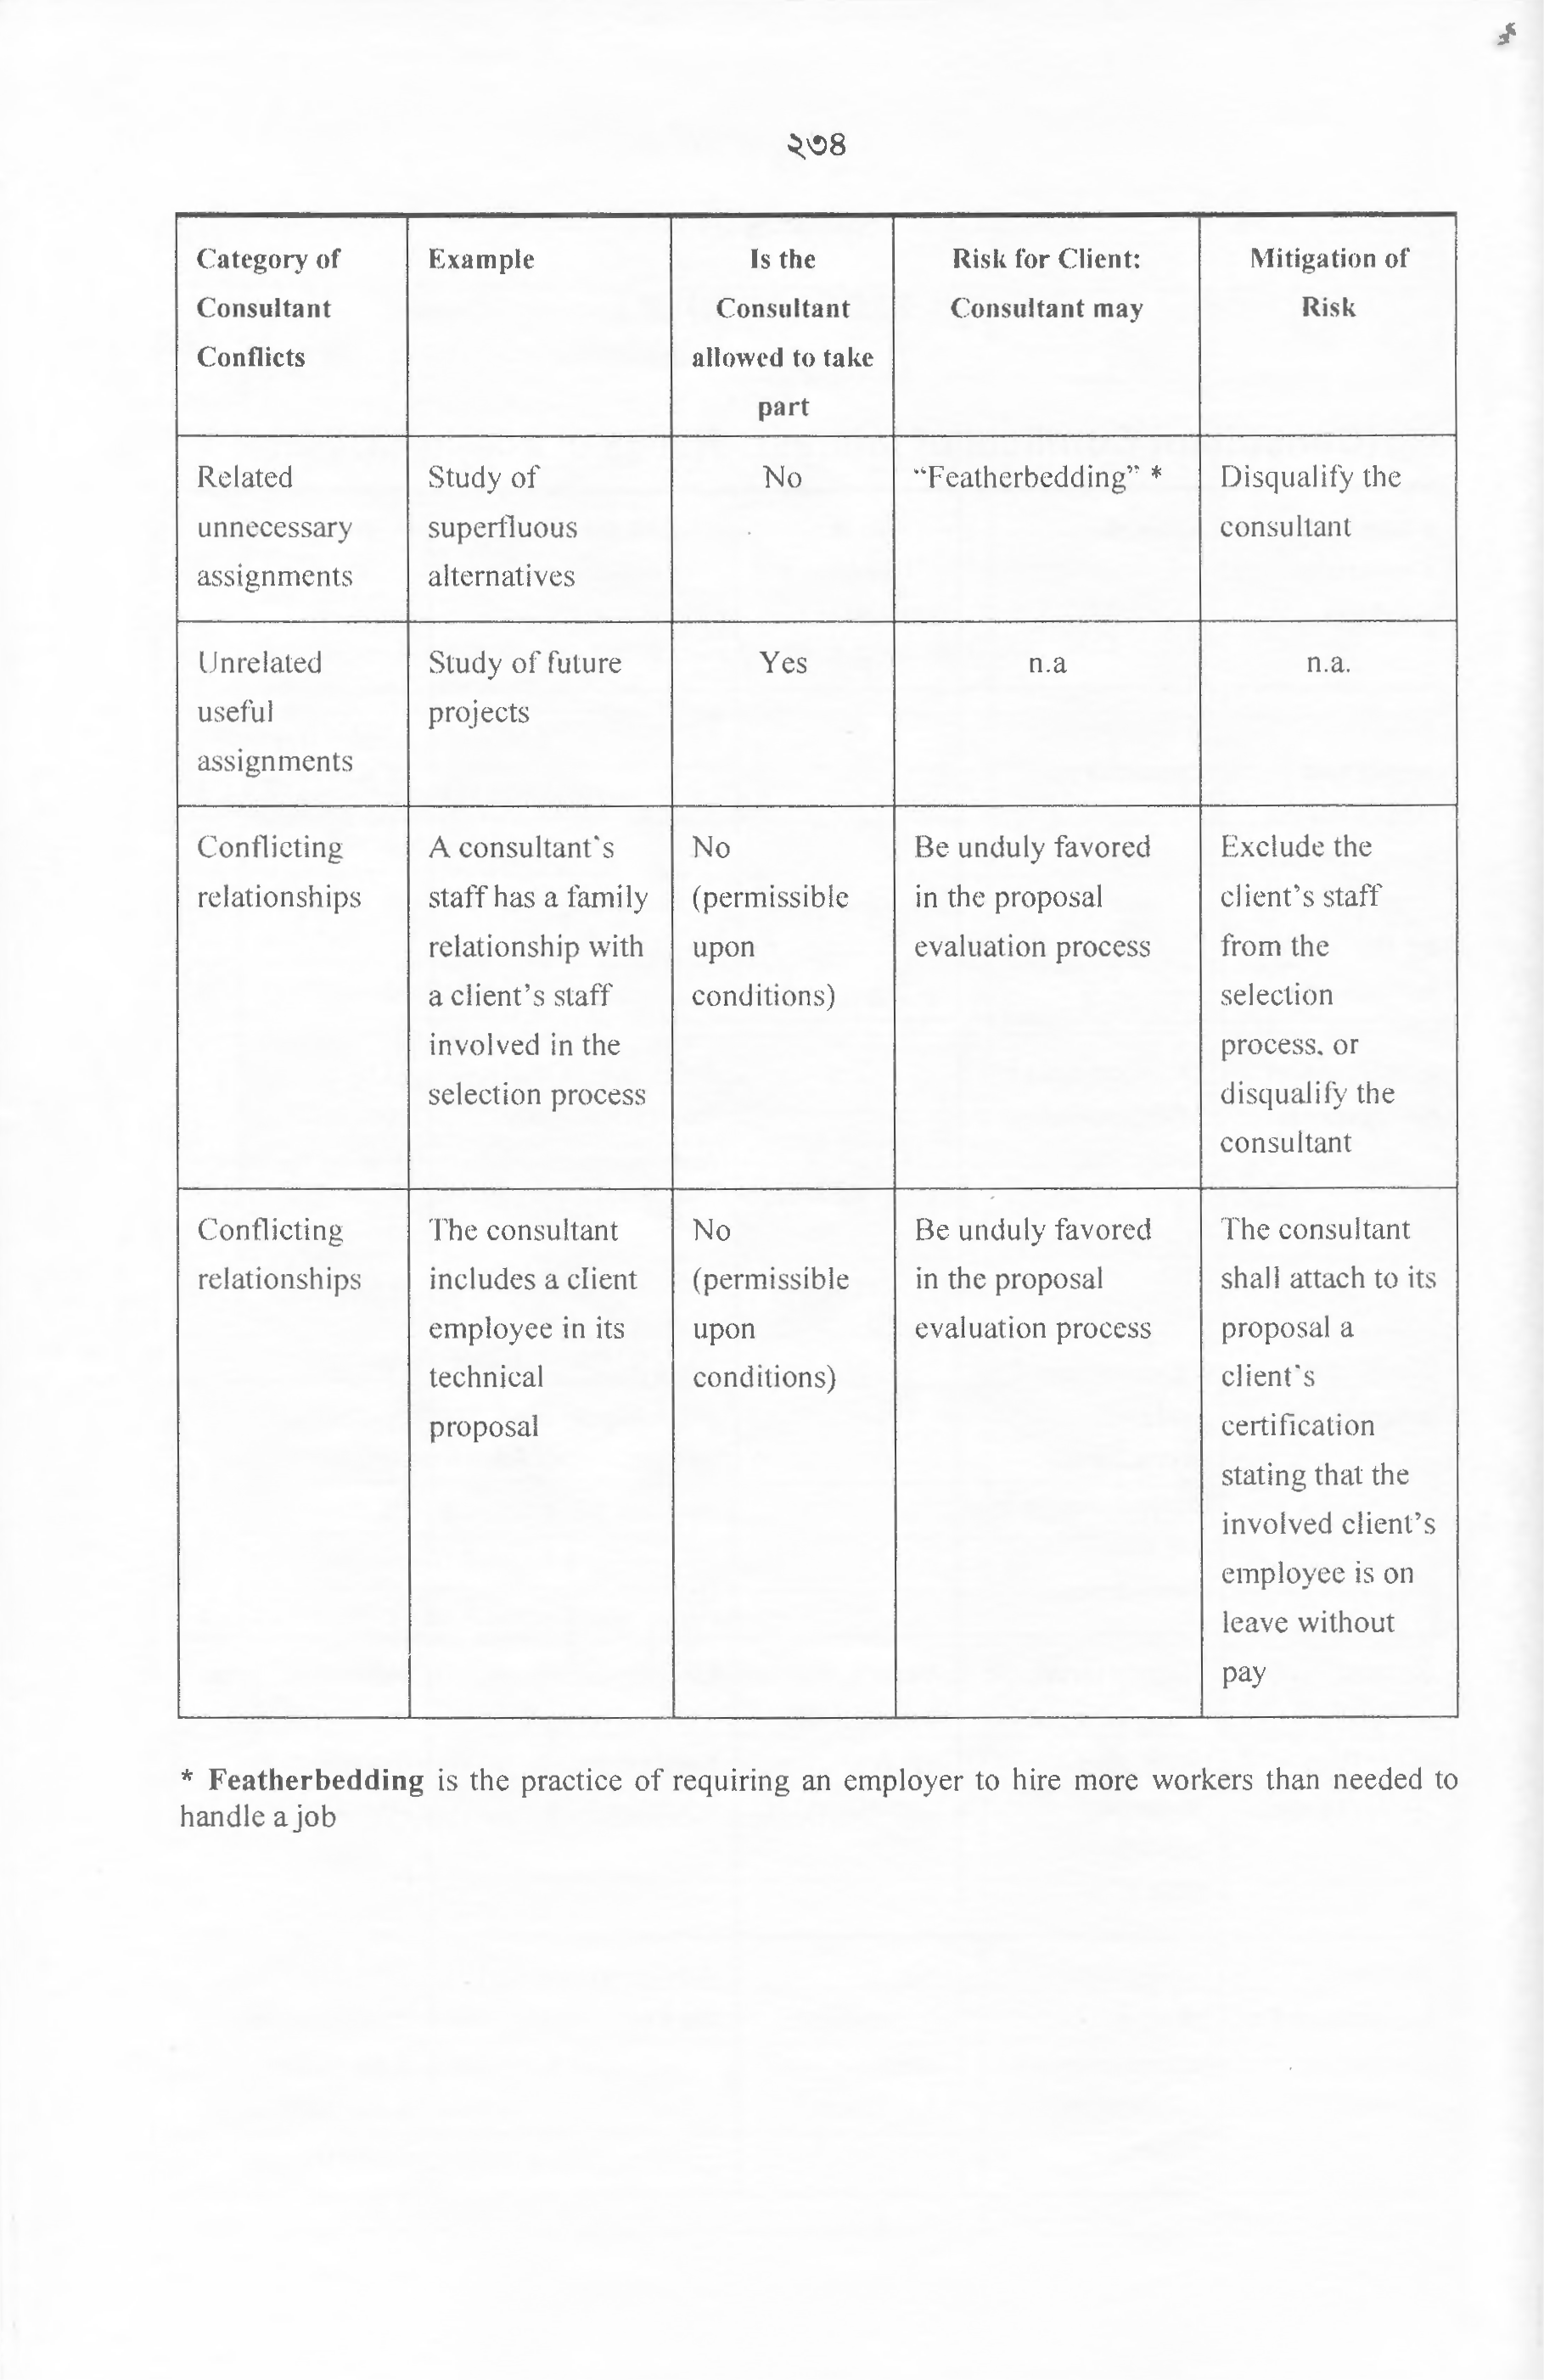 ২৩৪
Category of
Consultant
Conflicts
Example
Is the
Consultant
allowed to take
part
Risk for Client:
Consultant may
Mitigation of
Risk
Related
unnecessary
assignments
Study of
superfluous
alternatives
No
“Featherbedding” *
Disqualify the
consultant
Unrelated
useful
assignments
Study of future
projects
Yes
n.a
n.a.
Conflicting
relationships
A consultant's
staff has a family
relationship with
a client’s staff
involved in the
selection process
No
(permissible
upon
conditions)
Be unduly favored
in the proposal
evaluation process
Exclude the
client’s staff
from the
selection
process, or
disqualify the
consultant
Conflicting
relationships
The consultant
includes a client
employee in its
technical
proposal
No
(permissible
upon
conditions)
Be unduly favored
in the proposal
evaluation process
The consultant
shall attach to its
proposal a
client's
certification
stating that the
involved client’s
employee is on
leave without
pay
* Featherbedding is the practice of requiring an employer to hire more workers than needed to
handle a job